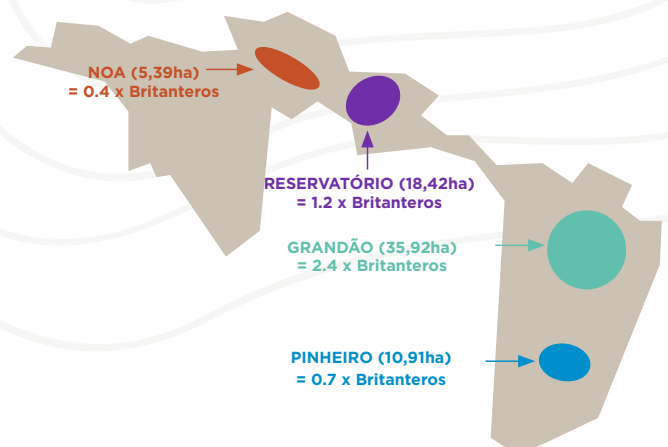 NOA (5,39ha)
= 0.4 x Britanteros
RESERVATÓRIO (18,42ha)
= 1.2 x Britanteros
GRANDÃO (35,92ha)
= 2.4 x Britanteros
PINHEIRO (10,91ha)
= 0.7 x Britanteros